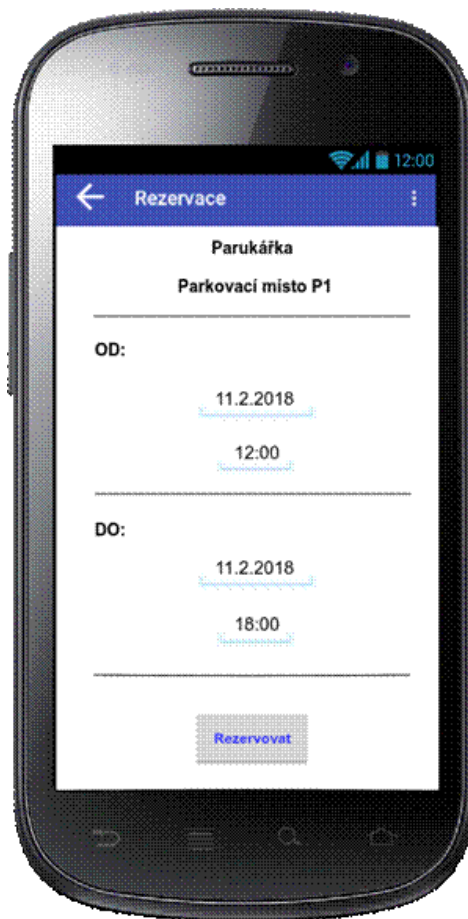 12:00
Rezervace
Parukářka
Parkovací místo P1
OD:
11.2.2018
12:00
DO:
11.2.2018
18:00
Rezervovat